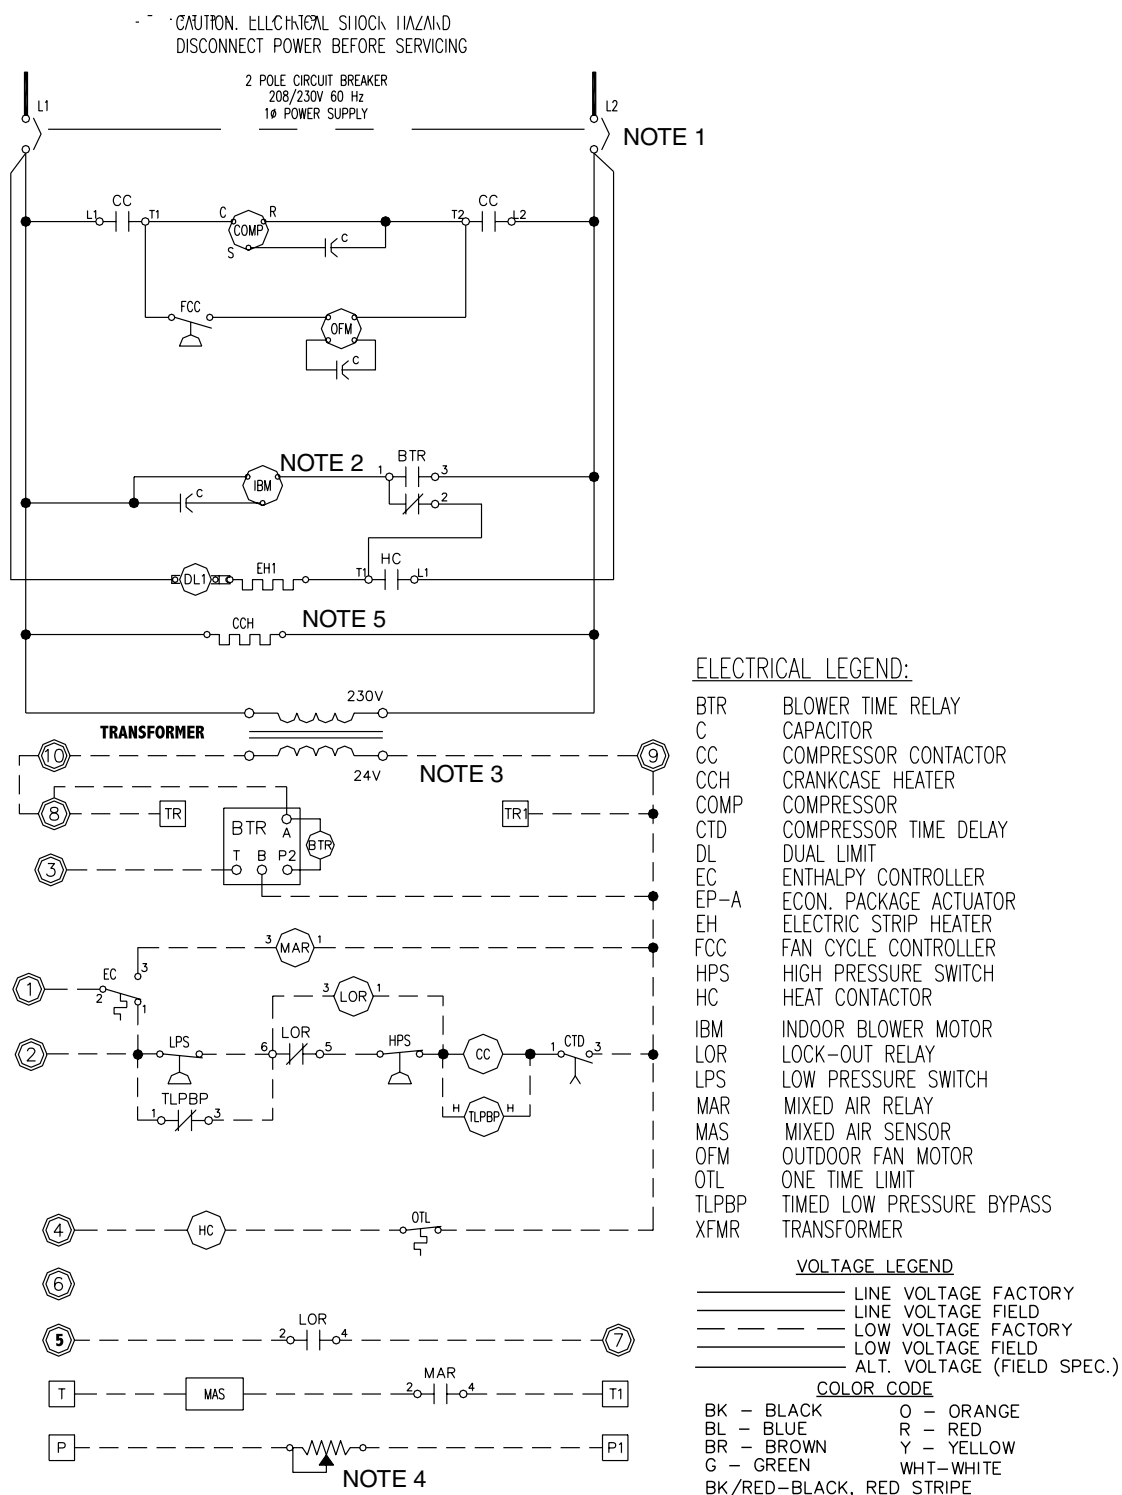 CAUTION. ELECTRICAL SHOCK HAZARD
DISCONNECT POWER BEFORE SERVICING
2 POLE CIRCUIT BREAKER
208/230V 60 Hz
1ø POWER SUPPLY
L1
L2
NOTE 1
CC
CC
L1
T1
C
R
COMP
S
C
T2
L2
FCC
OFM
C
NOTE 2
BTR
1
3
IBM
C
2
HC
DL1
EH1
T1
L1
CCH
NOTE 5
230V
TRANSFORMER
10
9
24V
NOTE 3
8
TR
TR1
BTR
A
BTR
3
T
B
P2
3
MAR
1
EC
3
1
2
1
3
LOR
1
2
LPS
6
LOR
5
HPS
CC
1
CTD
3
TLPBP
1
3
H
TLPBP
H
4
HC
OTL
6
5
2
LOR
4
7
T
MAS
2
MAR
4
T1
P
P1
NOTE 4
ELECTRICAL LEGEND:
BTR BLOWER TIME RELAY
C CAPACITOR
CC COMPRESSOR CONTACTOR
CCH CRANKCASE HEATER
COMP COMPRESSOR
CTD COMPRESSOR TIME DELAY
DL DUAL LIMIT
EC ENTHALPY CONTROLLER
EP-A ECON. PACKAGE ACTUATOR
EH ELECTRIC STRIP HEATER
FCC FAN CYCLE CONTROLLER
HPS HIGH PRESSURE SWITCH
HC HEAT CONTACTOR
IBM INDOOR BLOWER MOTOR
LOR LOCK-OUT RELAY
LPS LOW PRESSURE SWITCH
MAR MIXED AIR RELAY
MAS MIXED AIR SENSOR
OFM OUTDOOR FAN MOTOR
OTL ONE TIME LIMIT
TLPBP TIMED LOW PRESSURE BYPASS
XFMR TRANSFORMER
VOLTAGE LEGEND
LINE VOLTAGE FACTORY
LINE VOLTAGE FIELD
LOW VOLTAGE FACTORY
LOW VOLTAGE FIELD
ALT. VOLTAGE (FIELD SPEC.)
COLOR CODE
BK - BLACK O - ORANGE
BL - BLUE R - RED
BR - BROWN Y - YELLOW
G - GREEN WHT-WHITE
BK/RED-BLACK, RED STRIPE